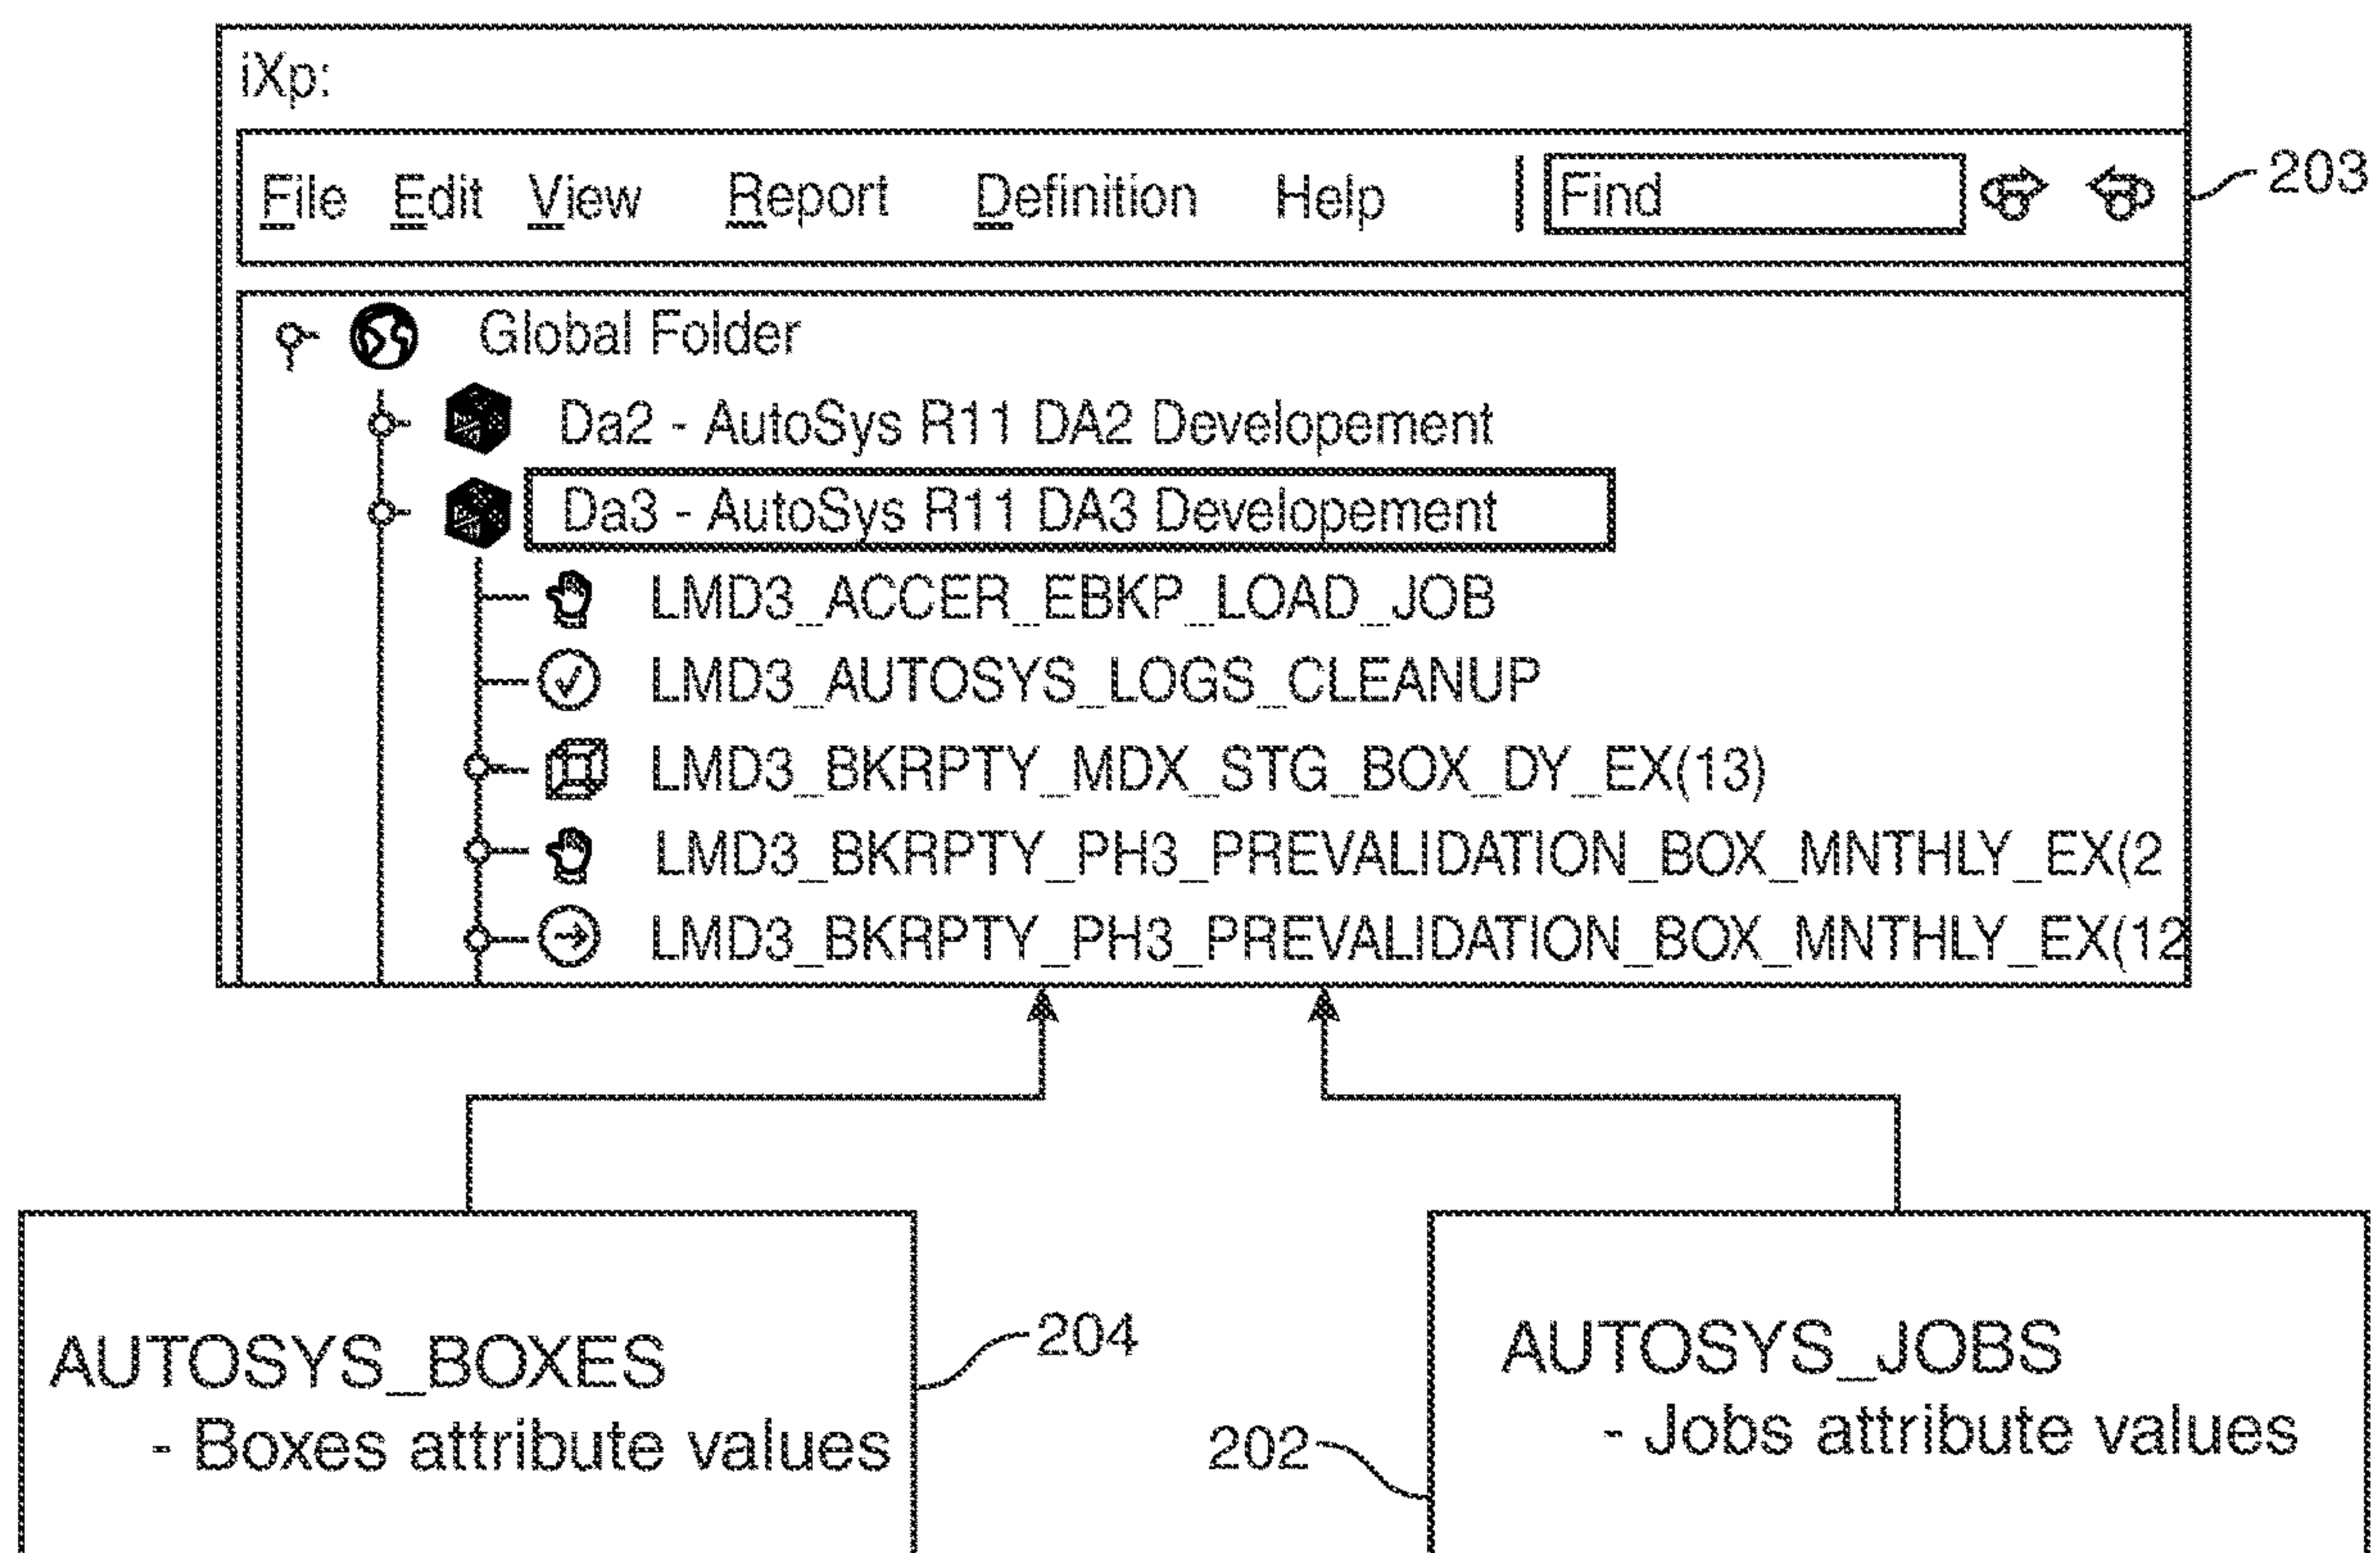 iXp:
File Edit View Report Definition Help Find
203
Global Folder
Da2 - AutoSys R11 DA2 Developement
Da3 - AutoSys R11 DA3 Developement
LMD3_ACCER_EBKP_LOAD_JOB
LMD3_AUTOSYS_LOGS_CLEANUP
LMD3_BKRPTY_MDX_STG_BOX_DY_EX(13)
LMD3_BKRPTY_PH3_PREVALIDATION_BOX_MNTHLY_EX(2
LMD3_BKRPTY_PH3_PREVALIDATION_BOX_MNTHLY_EX(12
AUTOSYS_BOXES
- Boxes attribute values
204
AUTOSYS_JOBS
- Jobs attribute values
202